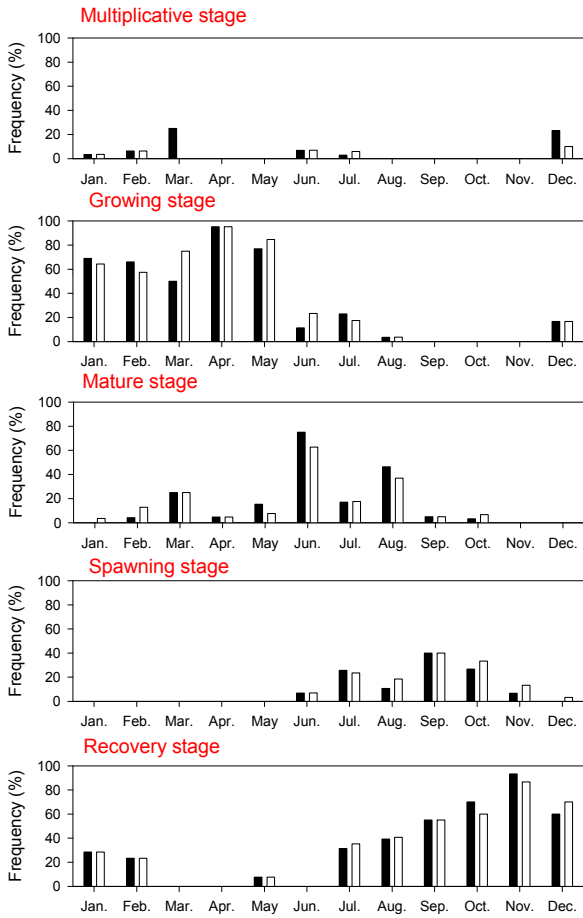 Multiplicative stage
Frequency (%)
100
80
60
40
20
0
Jan. Feb. Mar. Apr. May Jun. Jul. Aug. Sep. Oct. Nov. Dec.
Growing stage
Frequency (%)
100
80
60
40
20
0
Jan. Feb. Mar. Apr. May Jun. Jul. Aug. Sep. Oct. Nov. Dec.
Mature stage
Frequency (%)
100
80
60
40
20
0
Jan. Feb. Mar. Apr. May Jun. Jul. Aug. Sep. Oct. Nov. Dec.
Spawning stage
Frequency (%)
100
80
60
40
20
0
Jan. Feb. Mar. Apr. May Jun. Jul. Aug. Sep. Oct. Nov. Dec.
Recovery stage
Frequency (%)
100
80
60
40
20
0
Jan. Feb. Mar. Apr. May Jun. Jul. Aug. Sep. Oct. Nov. Dec.